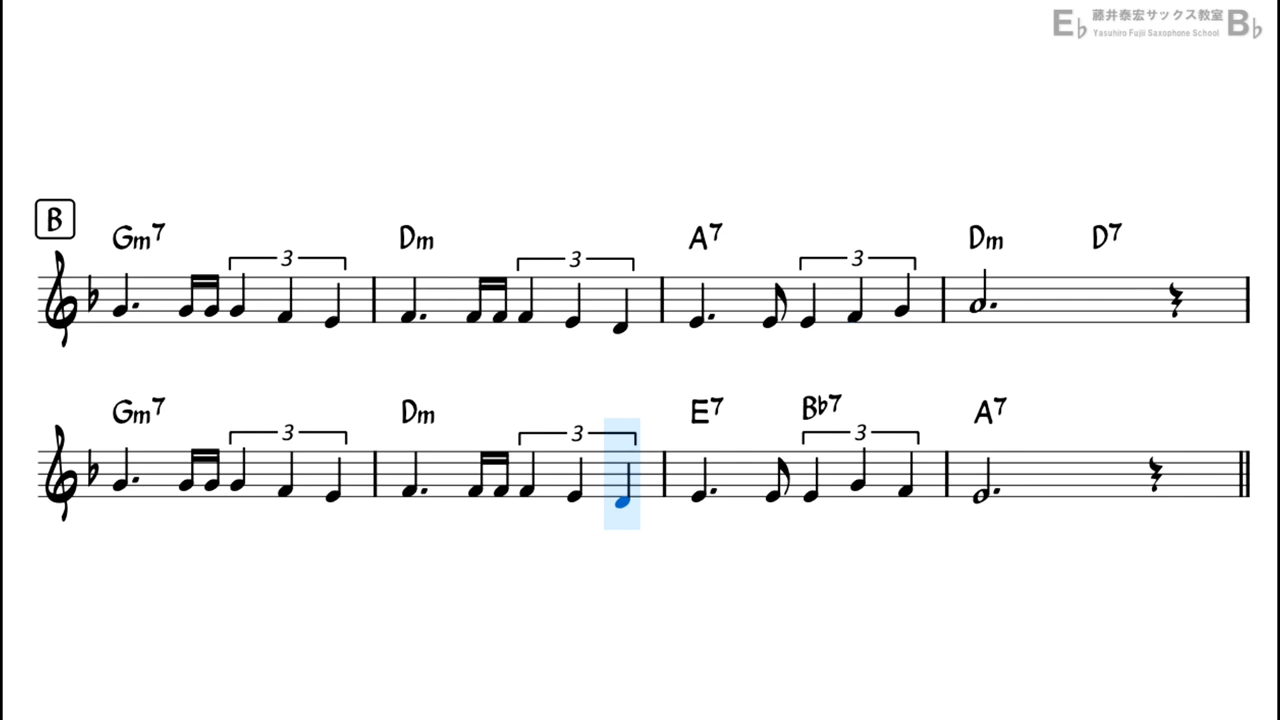 E♭ 藤井泰宏サックス教室 B♭
Yasuhiro Fujii Saxophone School
B
Gm7 Dm A7 Dm D7
3 3 3
Gm7 Dm E7 B♭7 A7
3 3 3